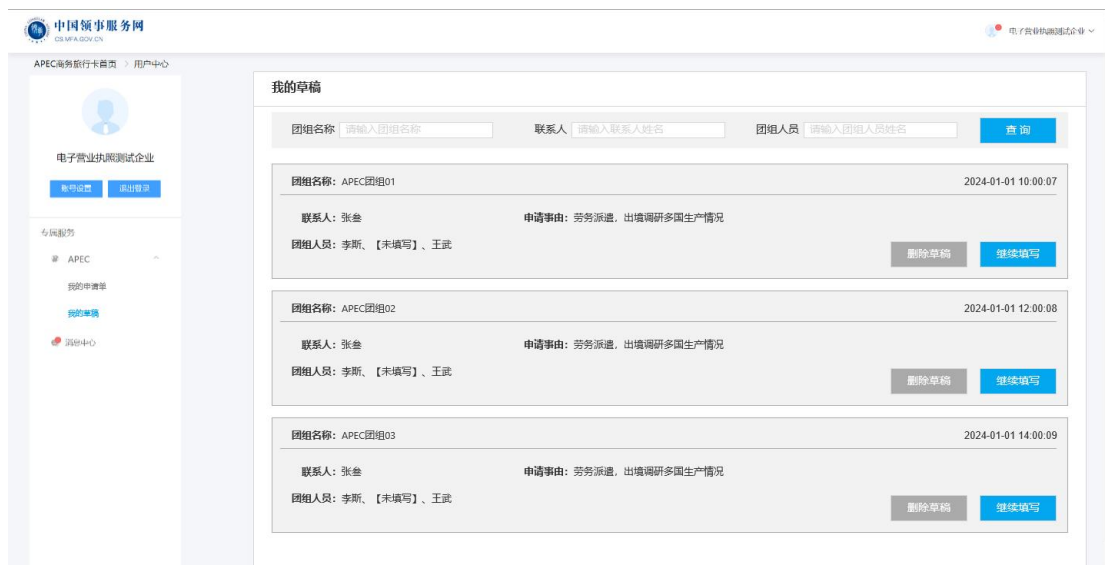 中国领事服务网
CS.MFA.GOV.CN
电子营业执照测试企业
APEC商务旅行卡首页 > 用户中心
电子营业执照测试企业
账号设置 退出登录
专属服务
APEC
我的申请单
我的草稿
消息中心
我的草稿
团组名称 请输入团组名称 联系人 请输入联系人姓名 团组人员 请输入团组人员姓名 查询
团组名称：APEC团组01 2024-01-01 10:00:07
联系人：张叁 申请事由：劳务派遣，出境调研多国生产情况
团组人员：李斯、【未填写】、王武
删除草稿 继续填写
团组名称：APEC团组02 2024-01-01 12:00:08
联系人：张叁 申请事由：劳务派遣，出境调研多国生产情况
团组人员：李斯、【未填写】、王武
删除草稿 继续填写
团组名称：APEC团组03 2024-01-01 14:00:09
联系人：张叁 申请事由：劳务派遣，出境调研多国生产情况
团组人员：李斯、【未填写】、王武
删除草稿 继续填写